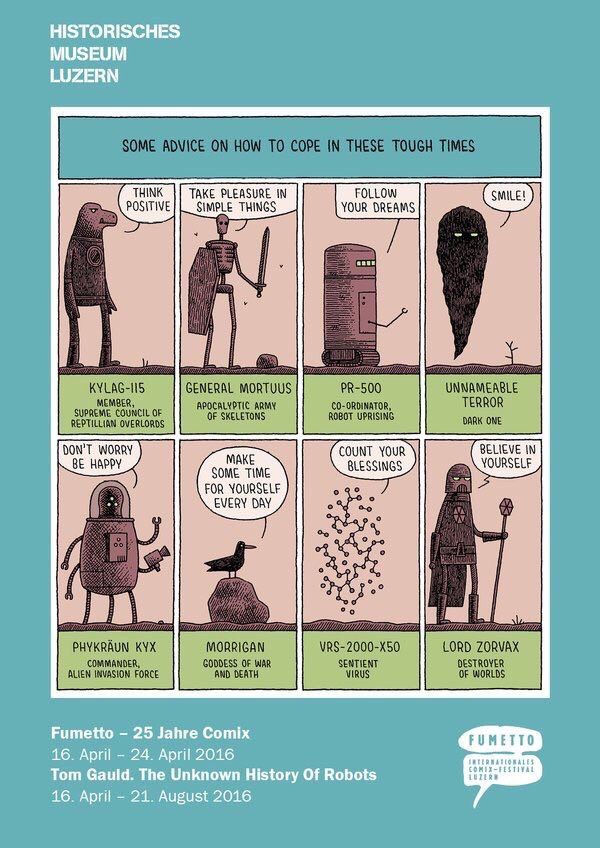 HISTORISCHES
MUSEUM
LUZERN
SOME ADVICE ON HOW TO COPE IN THESE TOUGH TIMES
THINK
POSITIVE
KYLAG-115
MEMBER,
SUPREME COUNCIL OF
REPTILLIAN OVERLORDS
TAKE PLEASURE IN
SIMPLE THINGS
GENERAL MORTUUS
APOCALYPTIC ARMY
OF SKELETONS
FOLLOW
YOUR DREAMS
PR-500
CO-ORDINATOR,
ROBOT UPRISING
SMILE!
UNNAMEABLE
TERROR
DARK ONE
DON'T WORRY
BE HAPPY
PHYKRÄUN KYX
COMMANDER,
ALIEN INVASION FORCE
MAKE
SOME TIME
FOR YOURSELF
EVERY DAY
MORRIGAN
GODDESS OF WAR
AND DEATH
COUNT YOUR
BLESSINGS
VRS-2000-X50
SENTIENT
VIRUS
BELIEVE IN
YOURSELF
LORD ZORVAX
DESTROYER
OF WORLDS
Fumetto – 25 Jahre Comix
16. April – 24. April 2016
Tom Gauld. The Unknown History Of Robots
16. April – 21. August 2016
FUMETTO
INTERNATIONALES
COMIX-FESTIVAL
LUZERN